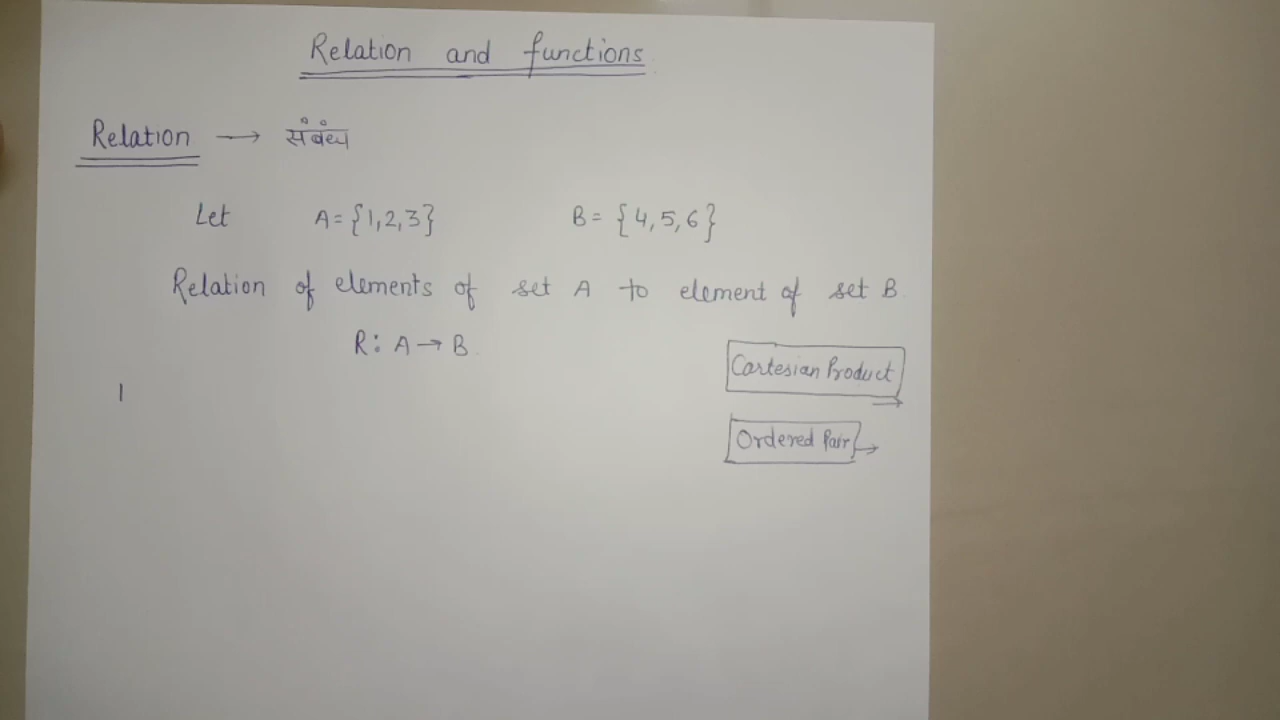 Relation and functions
Relation → संबंध
Let A = {1,2,3} B = {4,5,6}
Relation of elements of set A to element of set B.
R: A → B.
Cartesian Product →
Ordered Pair →